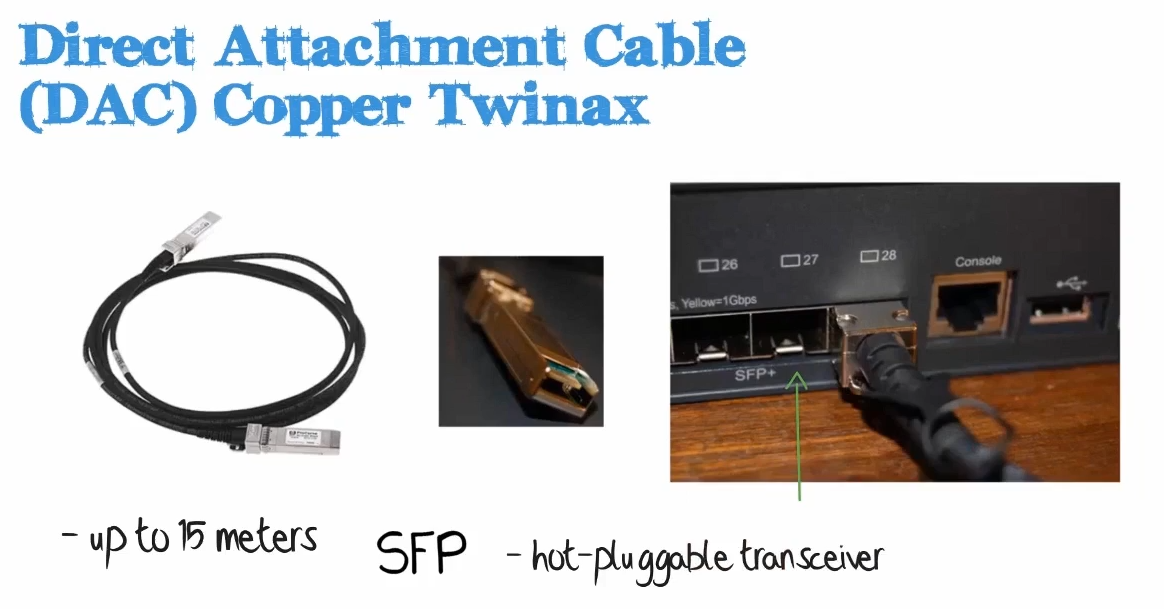 Direct Attachment Cable
(DAC) Copper Twinax
26
27
28
Console
s, Yellow=1Gbps
SFP+
- up to 15 meters
SFP
- hot-pluggable transceiver